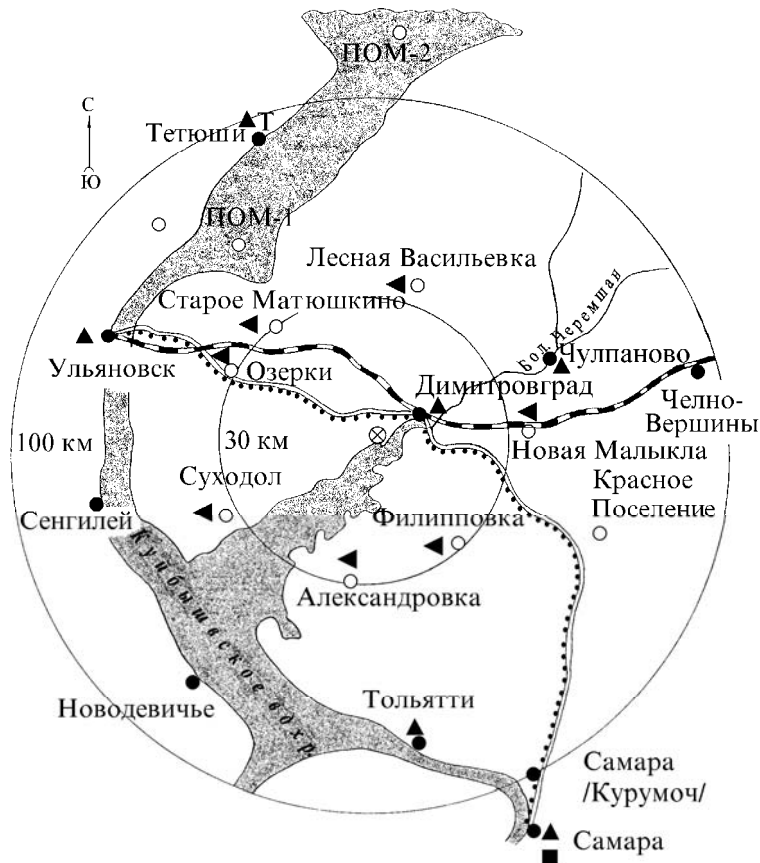 ПОМ-2
С
Ю
Т
Тетюши
ПОМ-1
Лесная Васильевка
Старое Матюшкино
Бол. Черемшан
Ульяновск
Озерки
Чулпаново
Димитровград
Челно-
Вершины
100 км
30 км
Новая Малыкла
Суходол
Красное
Поселение
Сенгилей
Филипповка
Куйбышевское вдхр.
Александровка
Новодевичье
Тольятти
Самара
/Курумоч/
Самара